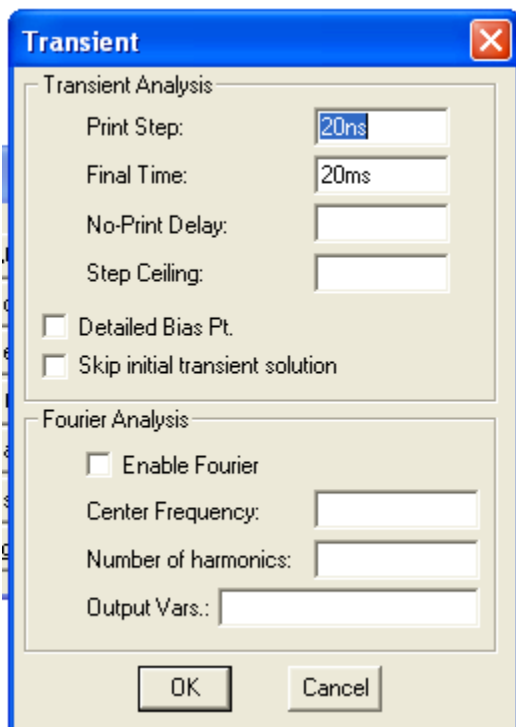 Transient
Transient Analysis
Print Step: 20ns
Final Time: 20ms
No-Print Delay:
Step Ceiling:
Detailed Bias Pt.
Skip initial transient solution
Fourier Analysis
Enable Fourier
Center Frequency:
Number of harmonics:
Output Vars.:
OK Cancel